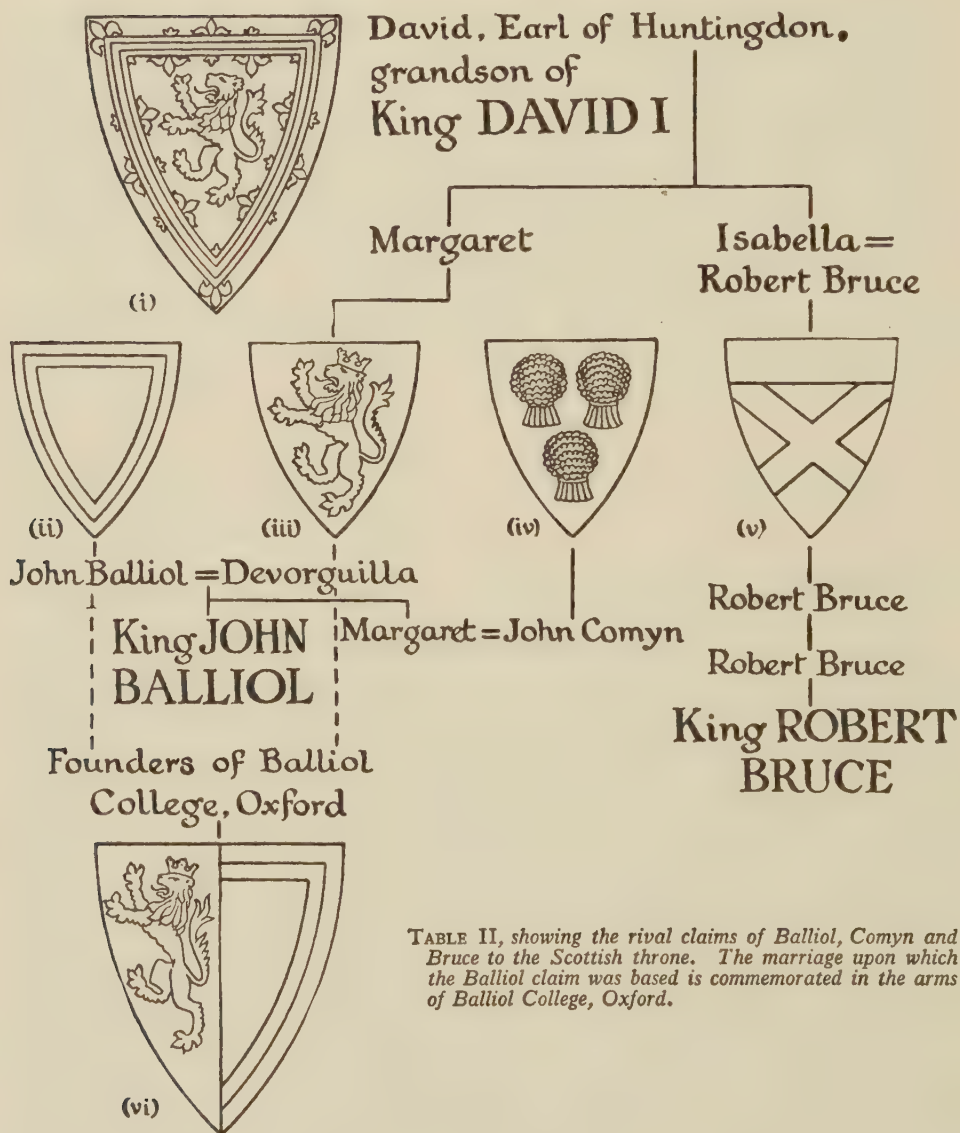 David, Earl of Huntingdon,
grandson of
King DAVID I
(i)
Margaret
Isabella =
Robert Bruce
(ii)
(iii)
(iv)
(v)
John Balliol = Devorguilla
King JOHN
BALLIOL
Margaret = John Comyn
Robert Bruce
Robert Bruce
King ROBERT
BRUCE
Founders of Balliol
College, Oxford
(vi)
TABLE II, showing the rival claims of Balliol, Comyn and
Bruce to the Scottish throne. The marriage upon which
the Balliol claim was based is commemorated in the arms
of Balliol College, Oxford.